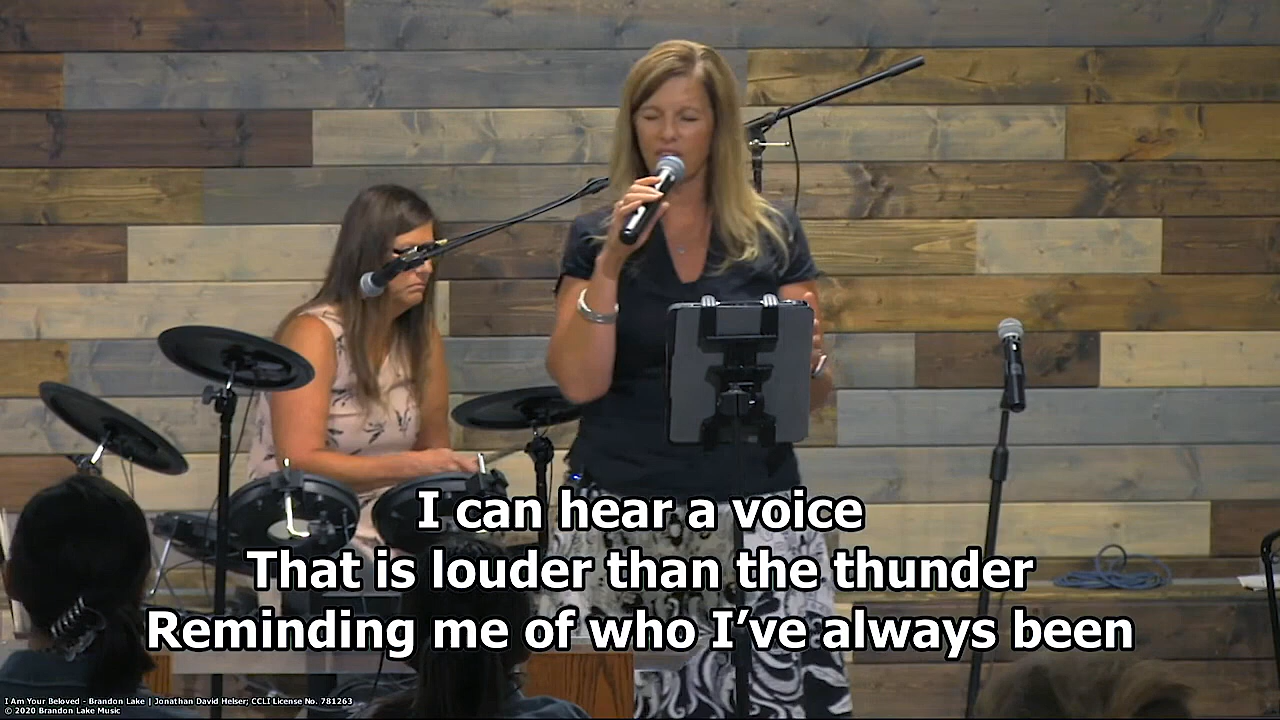 I can hear a voice
That is louder than the thunder
Reminding me of who I’ve always been
I Am Your Beloved - Brandon Lake | Jonathan David Helser; CCLI License No. 781263
© 2020 Brandon Lake Music